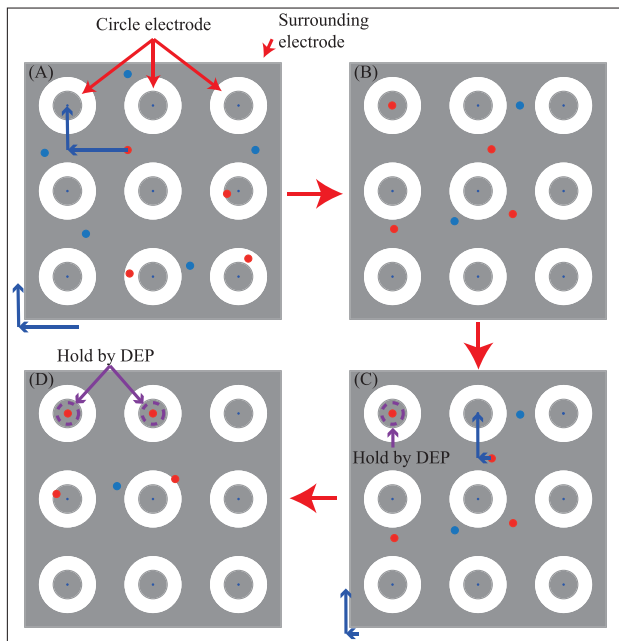 Circle electrode
Surrounding
electrode
(A)
(B)
Hold by DEP
(D)
(C)
Hold by DEP